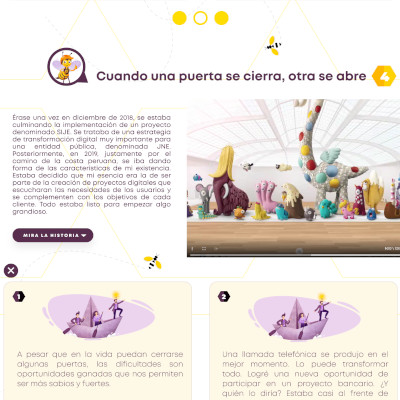 Cuando una puerta se cierra, otra se abre
4
Érase una vez en diciembre de 2018, se estaba
culminando la implementación de un proyecto
denominado SIJE. Se trataba de una estrategia
de transformación digital muy importante para
una entidad pública, denominada JNE.
Posteriormente, en 2019, justamente por el
camino de la costa peruana, se iba dando
forma de las características de mi existencia.
Estaba decidido que mi esencia era la de ser
parte de la creación de proyectos digitales que
escucharan las necesidades de los usuarios y
se complementen con los objetivos de cada
cliente. Todo estaba listo para empezar algo
grandioso.
MIRA LA HISTORIA
1
A pesar que en la vida puedan cerrarse
algunas puertas, las dificultades son
oportunidades ganadas que nos permiten
ser más sabios y fuertes.
2
Una llamada telefónica se produjo en el
mejor momento. Lo puede transformar
todo. Logré una nueva oportunidad de
participar en un proyecto bancario. ¿Y
quién lo diría? Estaba casi al frente de